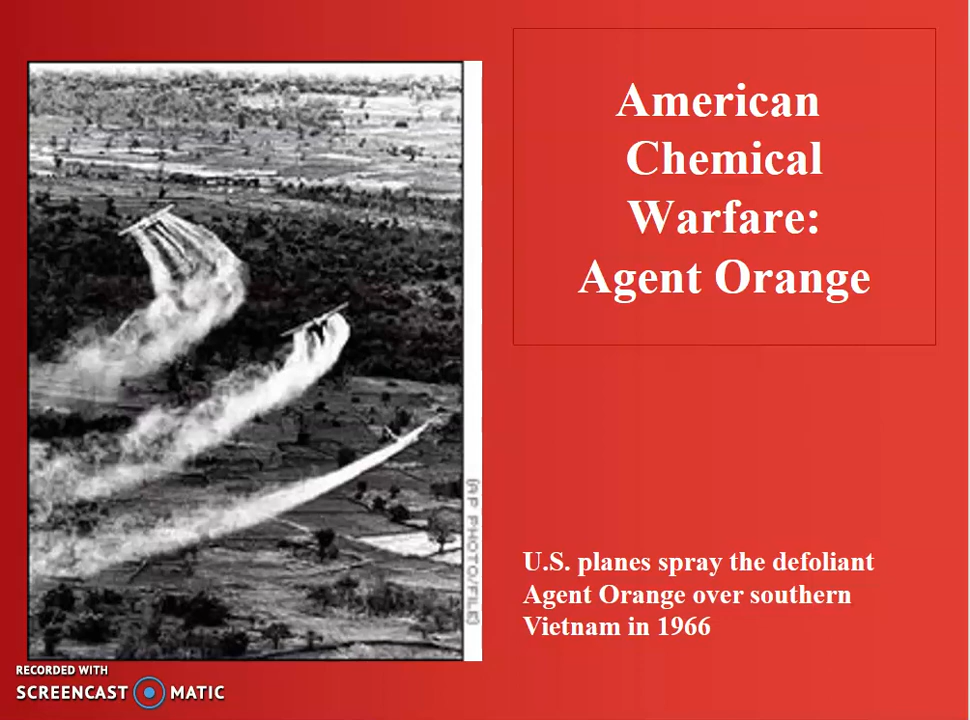 American
Chemical
Warfare:
Agent Orange
(AP PHOTO/FILE)
U.S. planes spray the defoliant
Agent Orange over southern
Vietnam in 1966
RECORDED WITH
SCREENCAST MATIC